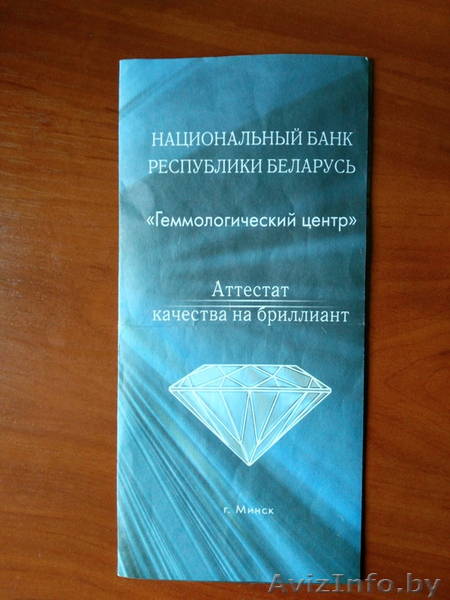 НАЦИОНАЛЬНЫЙ БАНК
РЕСПУБЛИКИ БЕЛАРУСЬ
«Геммологический центр»
Аттестат
качества на бриллиант
г. Минск
AvizInfo.by